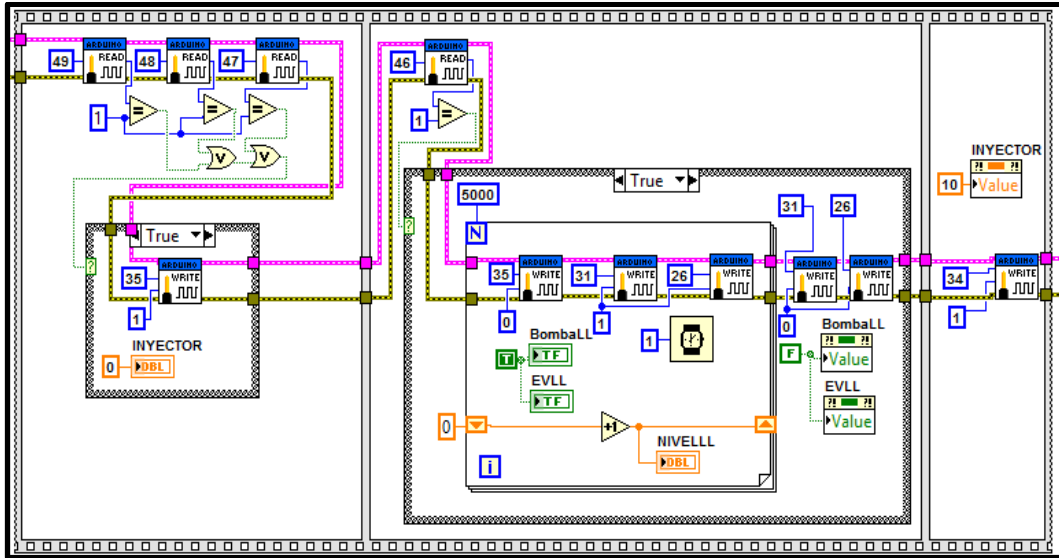 49
ARDUINO
READ
48
ARDUINO
READ
47
ARDUINO
READ
1
=
=
=
V
V
?
True
35
ARDUINO
WRITE
1
INYECTOR
0
DBL
46
ARDUINO
READ
1
=
?
True
5000
N
35
ARDUINO
WRITE
0
31
ARDUINO
WRITE
1
26
ARDUINO
WRITE
1
BombaLL
T
TF
EVLL
TF
0
+1
NIVELLL
DBL
i
31
26
ARDUINO
WRITE
ARDUINO
WRITE
0
BombaLL
F
?!
?!
Value
EVLL
?!
?!
Value
INYECTOR
?!
?!
10
Value
34
ARDUINO
WRITE
1